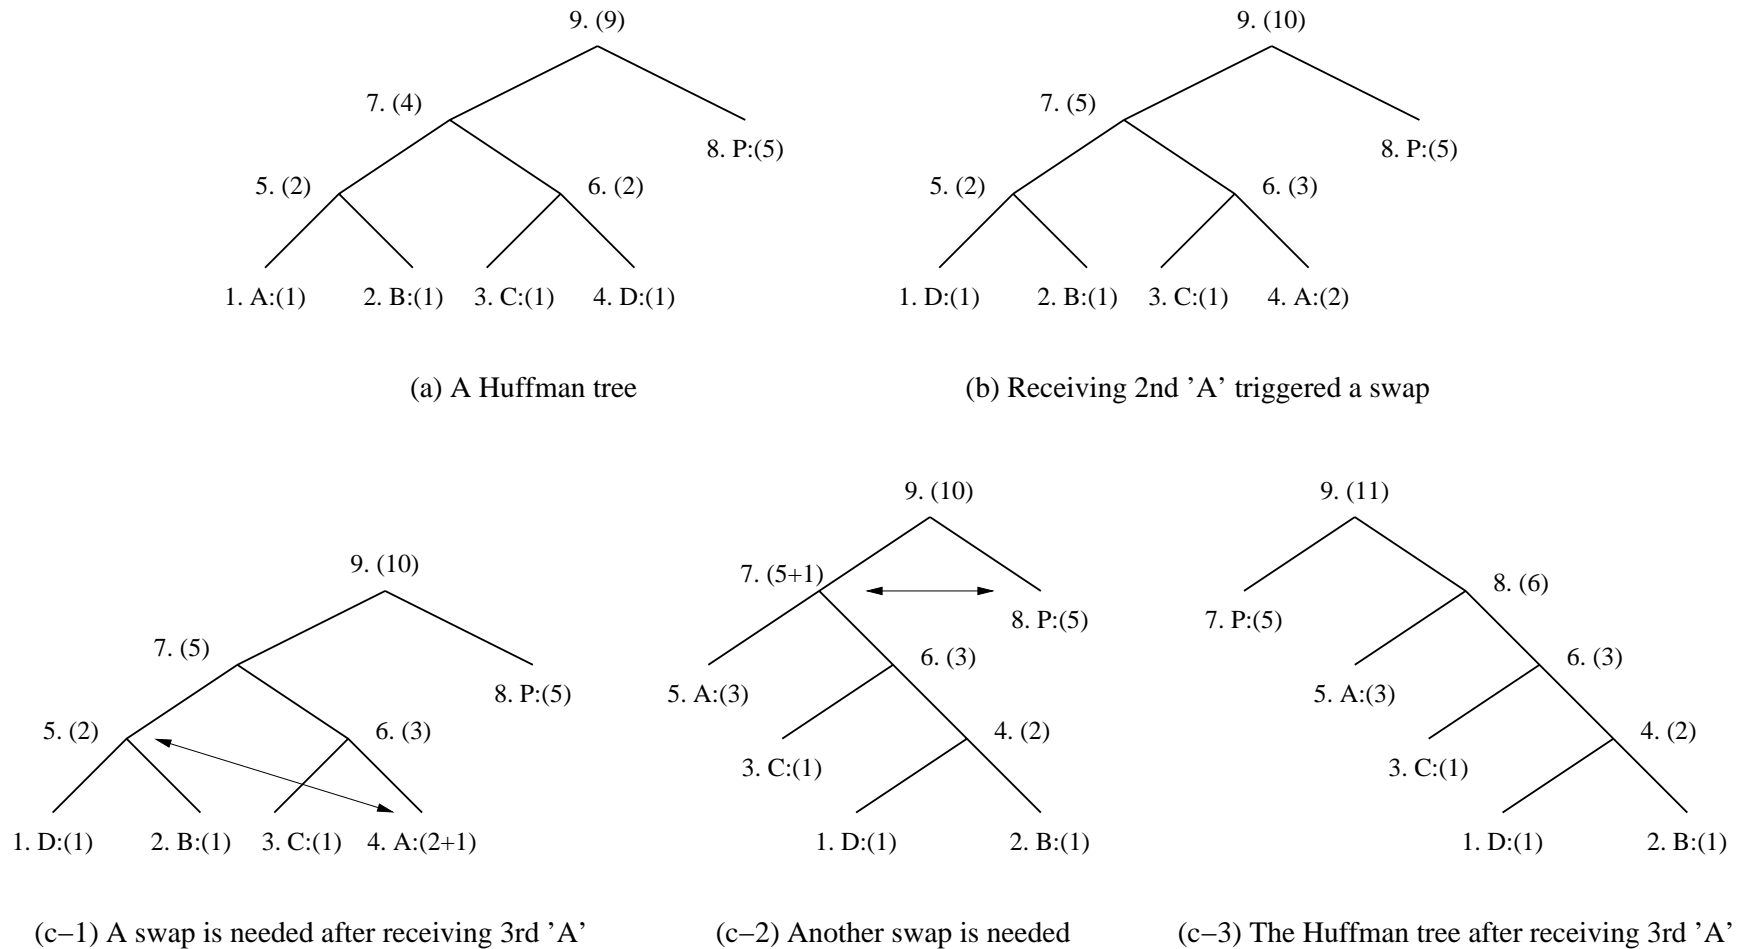 9. (9)
7. (4)
8. P:(5)
5. (2)
6. (2)
1. A:(1)
2. B:(1)
3. C:(1)
4. D:(1)
(a) A Huffman tree
9. (10)
7. (5)
8. P:(5)
5. (2)
6. (3)
1. D:(1)
2. B:(1)
3. C:(1)
4. A:(2)
(b) Receiving 2nd ’A’ triggered a swap
9. (10)
7. (5)
8. P:(5)
5. (2)
6. (3)
1. D:(1)
2. B:(1)
3. C:(1)
4. A:(2+1)
(c–1) A swap is needed after receiving 3rd ’A’
9. (10)
7. (5+1)
8. P:(5)
6. (3)
5. A:(3)
4. (2)
3. C:(1)
1. D:(1)
2. B:(1)
(c–2) Another swap is needed
9. (11)
8. (6)
7. P:(5)
6. (3)
5. A:(3)
4. (2)
3. C:(1)
1. D:(1)
2. B:(1)
(c–3) The Huffman tree after receiving 3rd ’A’